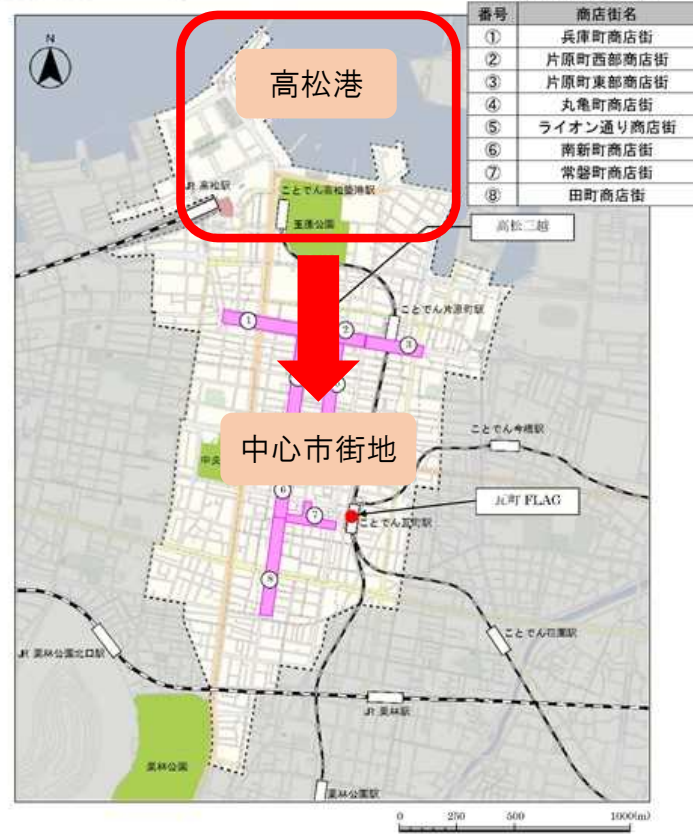 番号 商店街名
① 兵庫町商店街
② 片原町西部商店街
③ 片原町東部商店街
④ 丸亀町商店街
⑤ ライオン通り商店街
⑥ 南新町商店街
⑦ 常磐町商店街
⑧ 田町商店街
N
高松港
JR 高松駅
ことでん高松築港駅
玉藻公園
高松三越
ことでん片原町駅
①
②
③
中心市街地
中央
ことでん今橋駅
瓦町 FLAG
⑥
⑦
ことでん瓦町駅
⑧
ことでん花園駅
JR 栗林公園北口駅
JR 栗林駅
栗林公園
栗林公園駅
0 250 500 1000(m)